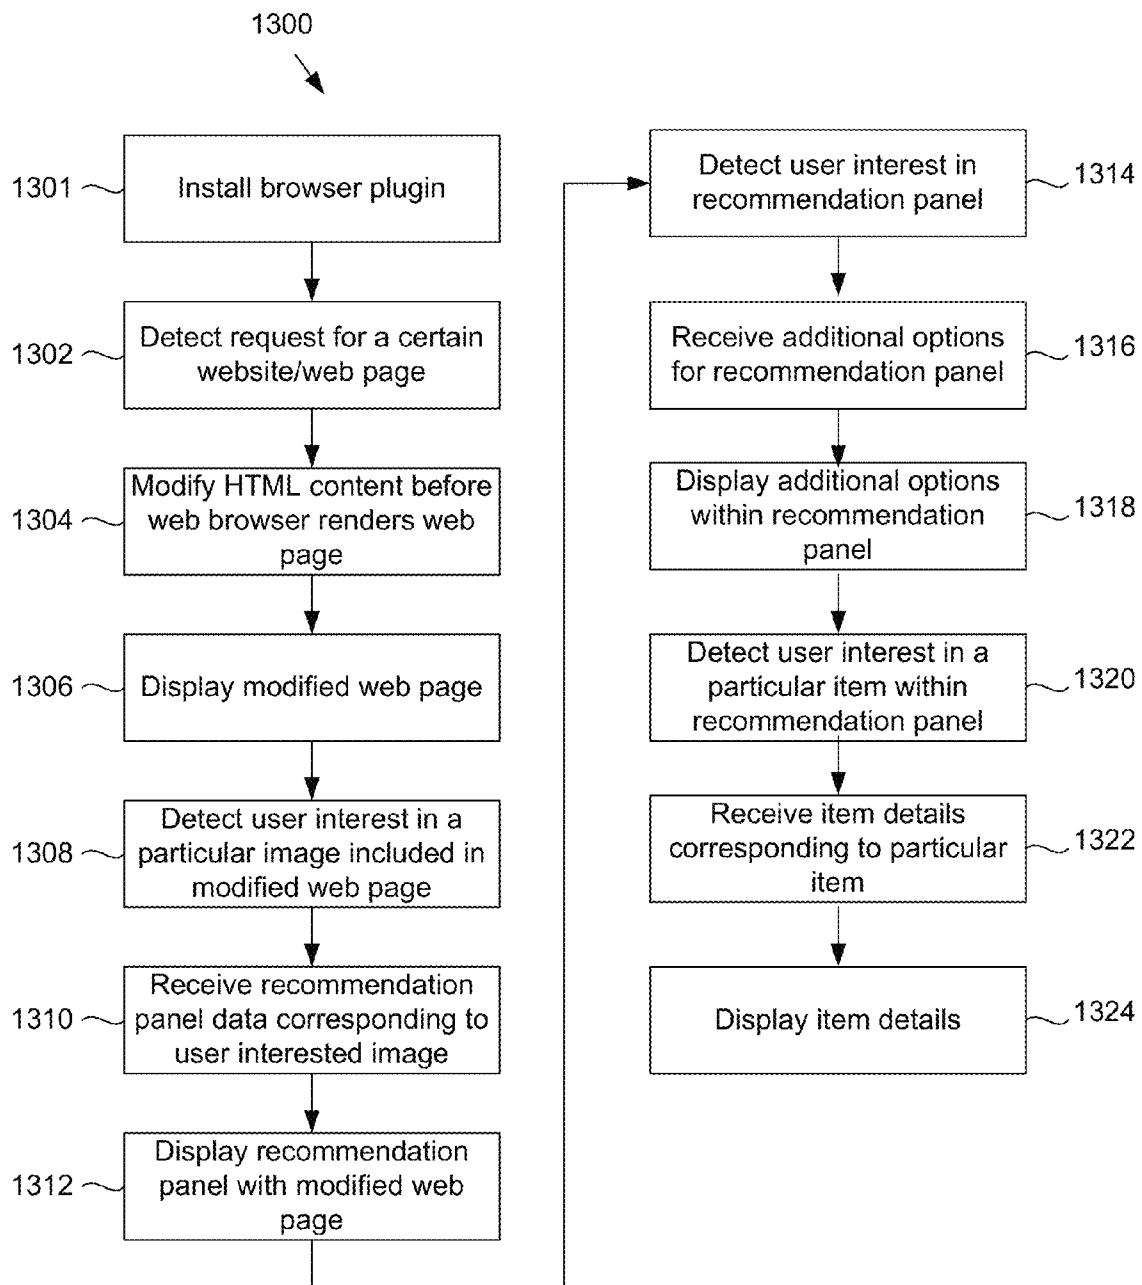 1300
1301
Install browser plugin
1302
Detect request for a certain
website/web page
1304
Modify HTML content before
web browser renders web
page
1306
Display modified web page
1308
Detect user interest in a
particular image included in
modified web page
1310
Receive recommendation
panel data corresponding to
user interested image
1312
Display recommendation
panel with modified web
page
Detect user interest in
recommendation panel
1314
Receive additional options
for recommendation panel
1316
Display additional options
within recommendation
panel
1318
Detect user interest in a
particular item within
recommendation panel
1320
Receive item details
corresponding to particular
item
1322
Display item details
1324